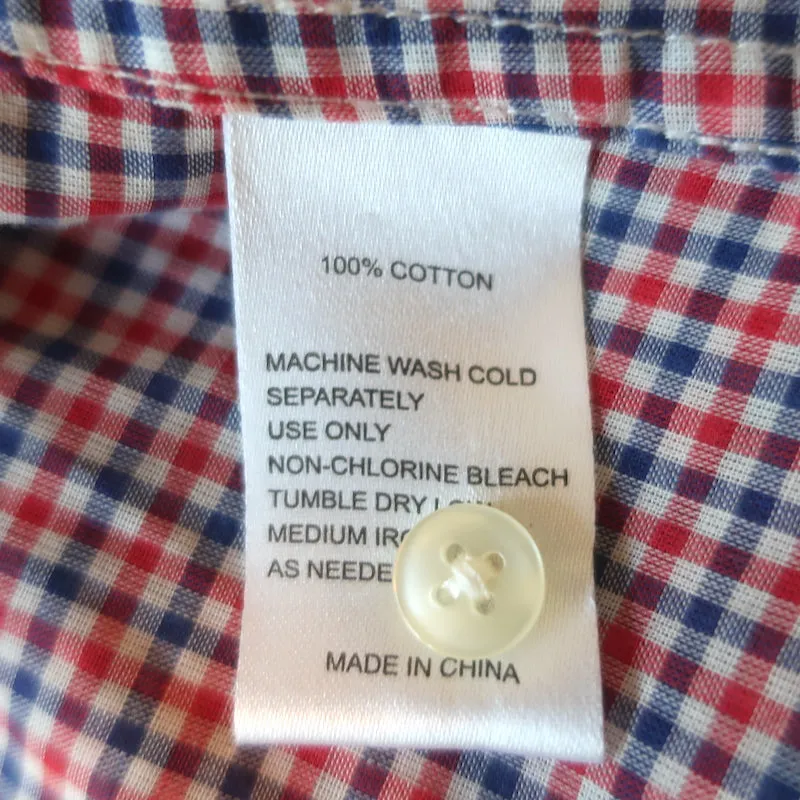 100% COTTON
MACHINE WASH COLD
SEPARATELY
USE ONLY
NON-CHLORINE BLEACH
TUMBLE DRY
MEDIUM
AS
MADE IN CHINA